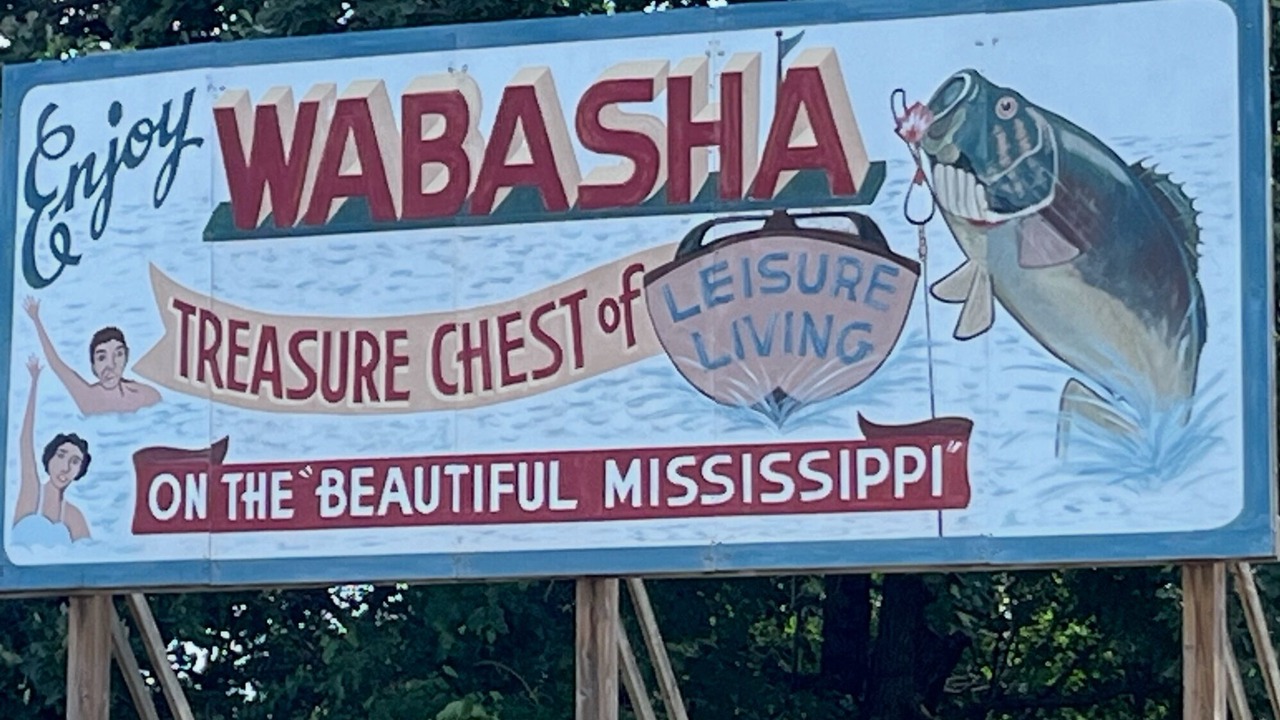 Enjoy WABASHA
TREASURE CHEST of
LEISURE
LIVING
ON THE "BEAUTIFUL MISSISSIPPI"